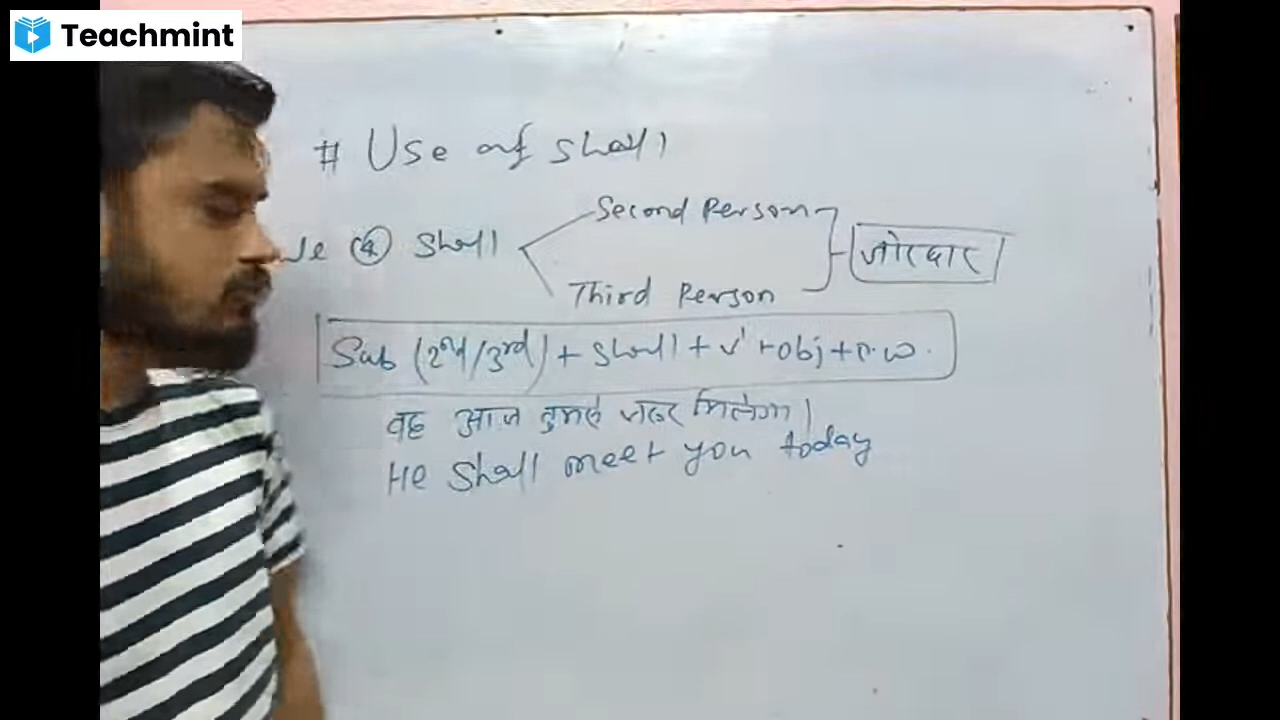 Teachmint
# Use of Shall
Second Person
(4) Shall
जोरदार
Third Person
Sub (2nd/3rd) + Shall + V¹ + obj + r.w.
वह आज तुमसे जरूर मिलेगा।
He Shall meet you today